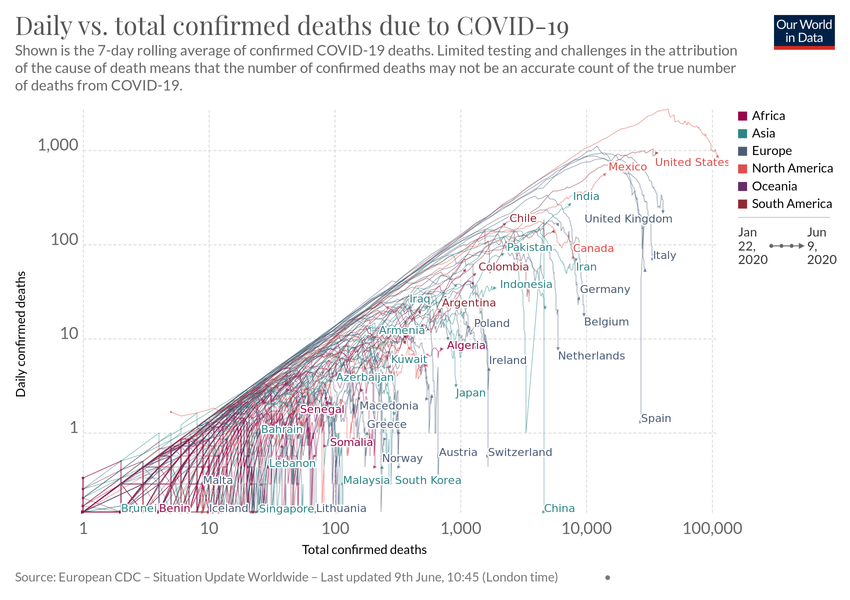 Daily vs. total confirmed deaths due to COVID-19
Our World
in Data
Shown is the 7-day rolling average of confirmed COVID-19 deaths. Limited testing and challenges in the attribution
of the cause of death means that the number of confirmed deaths may not be an accurate count of the true number
of deaths from COVID-19.
Africa
Asia
Europe
North America
Oceania
South America
Jan
22,
2020
Jun
9,
2020
Daily confirmed deaths
1,000
100
10
1
United States
Mexico
India
United Kingdom
Chile
Pakistan
Canada
Italy
Colombia
Iran
Indonesia
Germany
Iraq
Argentina
Belgium
Armenia
Poland
Algeria
Netherlands
Kuwait
Ireland
Azerbaijan
Japan
Senegal
Macedonia
Spain
Greece
Bahrain
Somalia
Austria
Switzerland
Lebanon
Norway
Malta
Malaysia
South Korea
Brunei
Benin
Iceland
Singapore
Lithuania
China
1
10
100
1,000
10,000
100,000
Total confirmed deaths
Source: European CDC – Situation Update Worldwide – Last updated 9th June, 10:45 (London time)